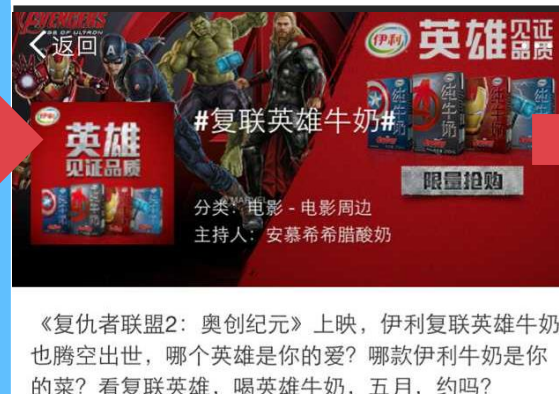 AVENGERS
AGE OF ULTRON
返回
伊利 英雄见证品质
#复联英雄牛奶#
伊利
英雄
见证品质
纯牛奶
纯牛奶
纯牛奶
限量抢购
分类：电影 - 电影周边
主持人：安慕希希腊酸奶
《复仇者联盟2：奥创纪元》上映，伊利复联英雄牛奶
也腾空出世，哪个英雄是你的爱？哪款伊利牛奶是你
的菜？看复联英雄，喝英雄牛奶，五月，约吗？